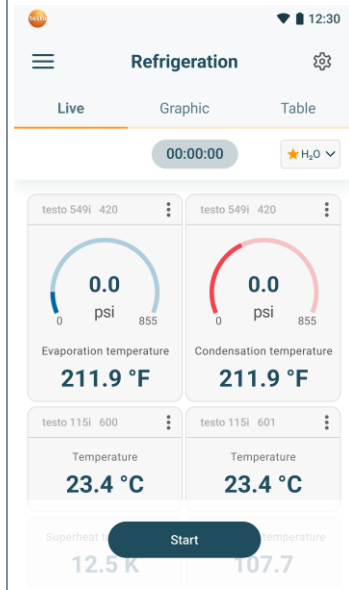 testo
12:30
Refrigeration
Live Graphic Table
00:00:00
H₂O
testo 549i 420
testo 549i 420
0.0
psi
0 855
0.0
psi
0 855
Evaporation temperature
211.9 °F
Condensation temperature
211.9 °F
testo 115i 600
testo 115i 601
Temperature
23.4 °C
Temperature
23.4 °C
Superheat
12.5 K
temperature
107.7
Start